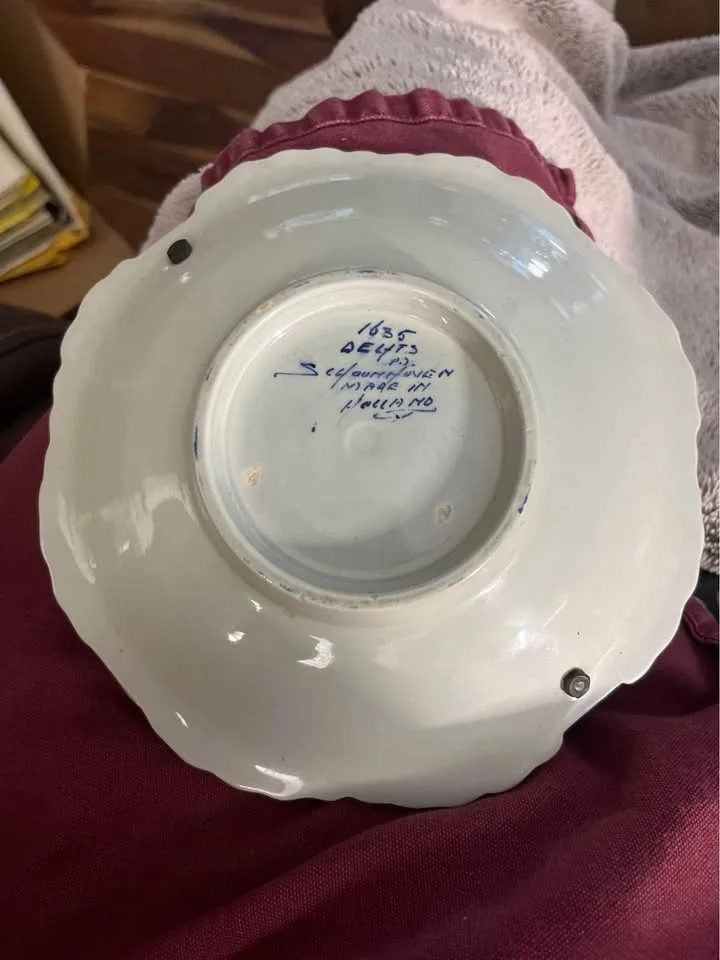 1635
DELFTS
P.J.
Schoonhoven
MADE IN
HOLLAND